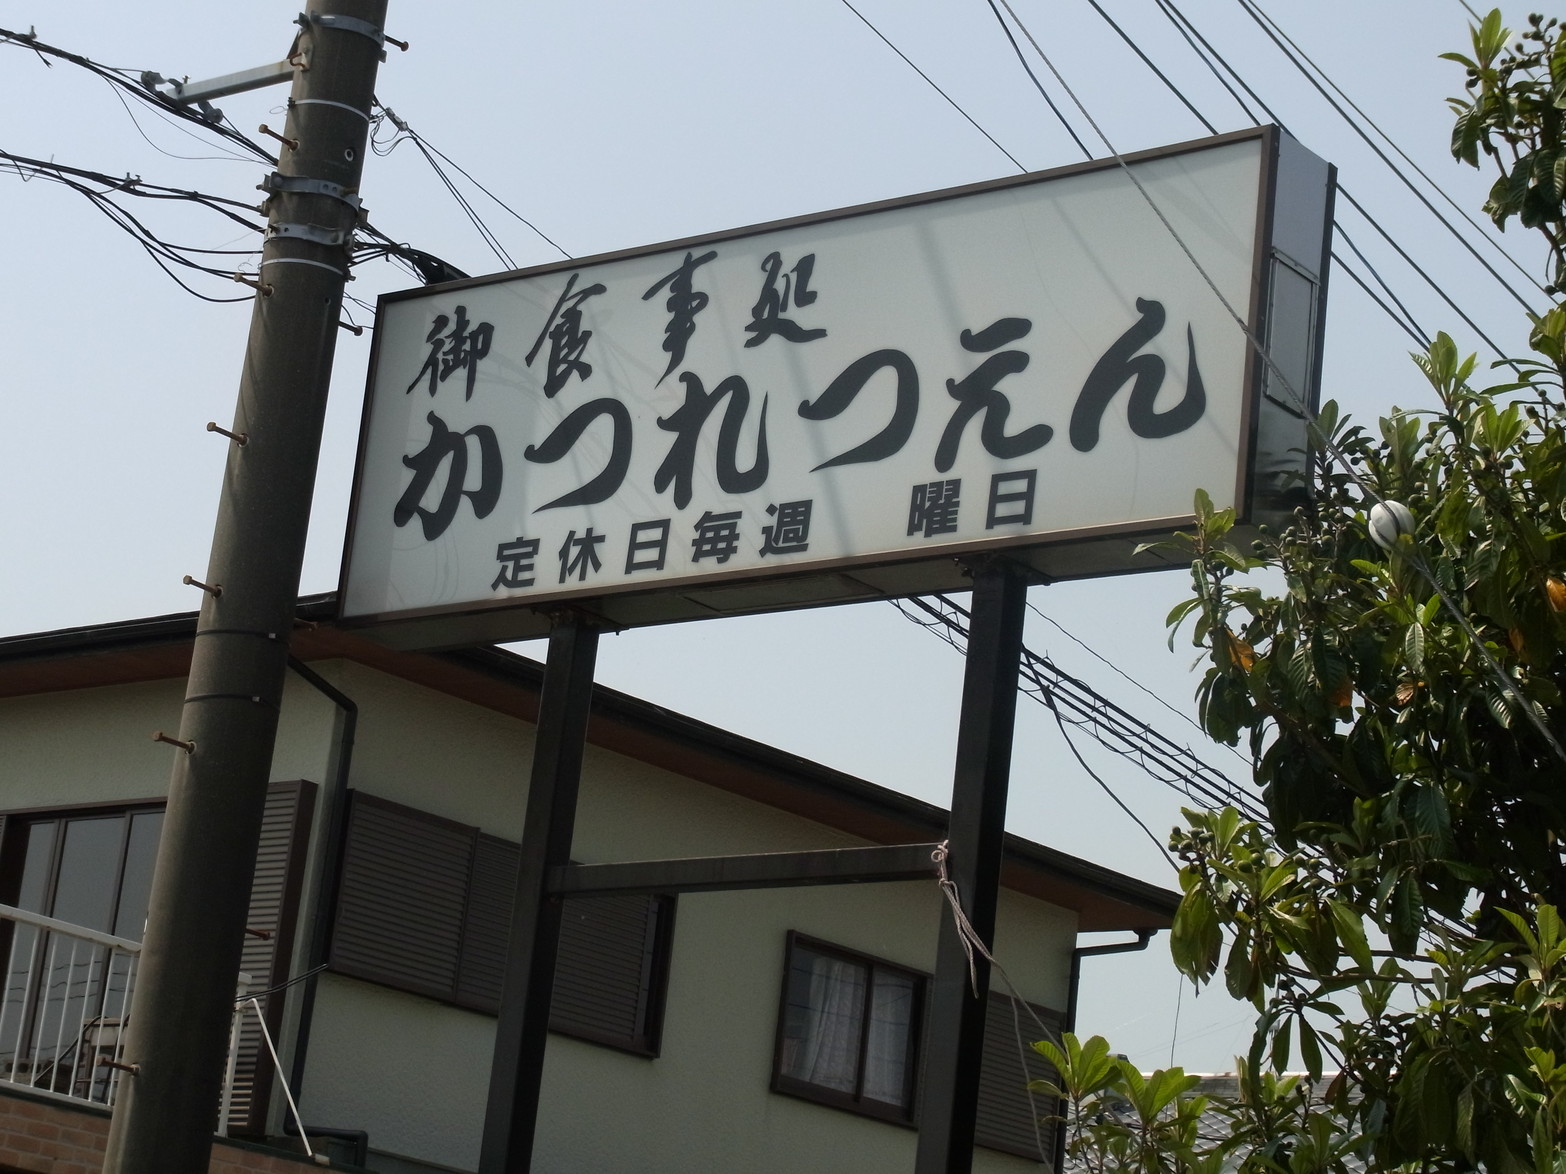 御食事処
かつれつえん
定休日毎週 曜日